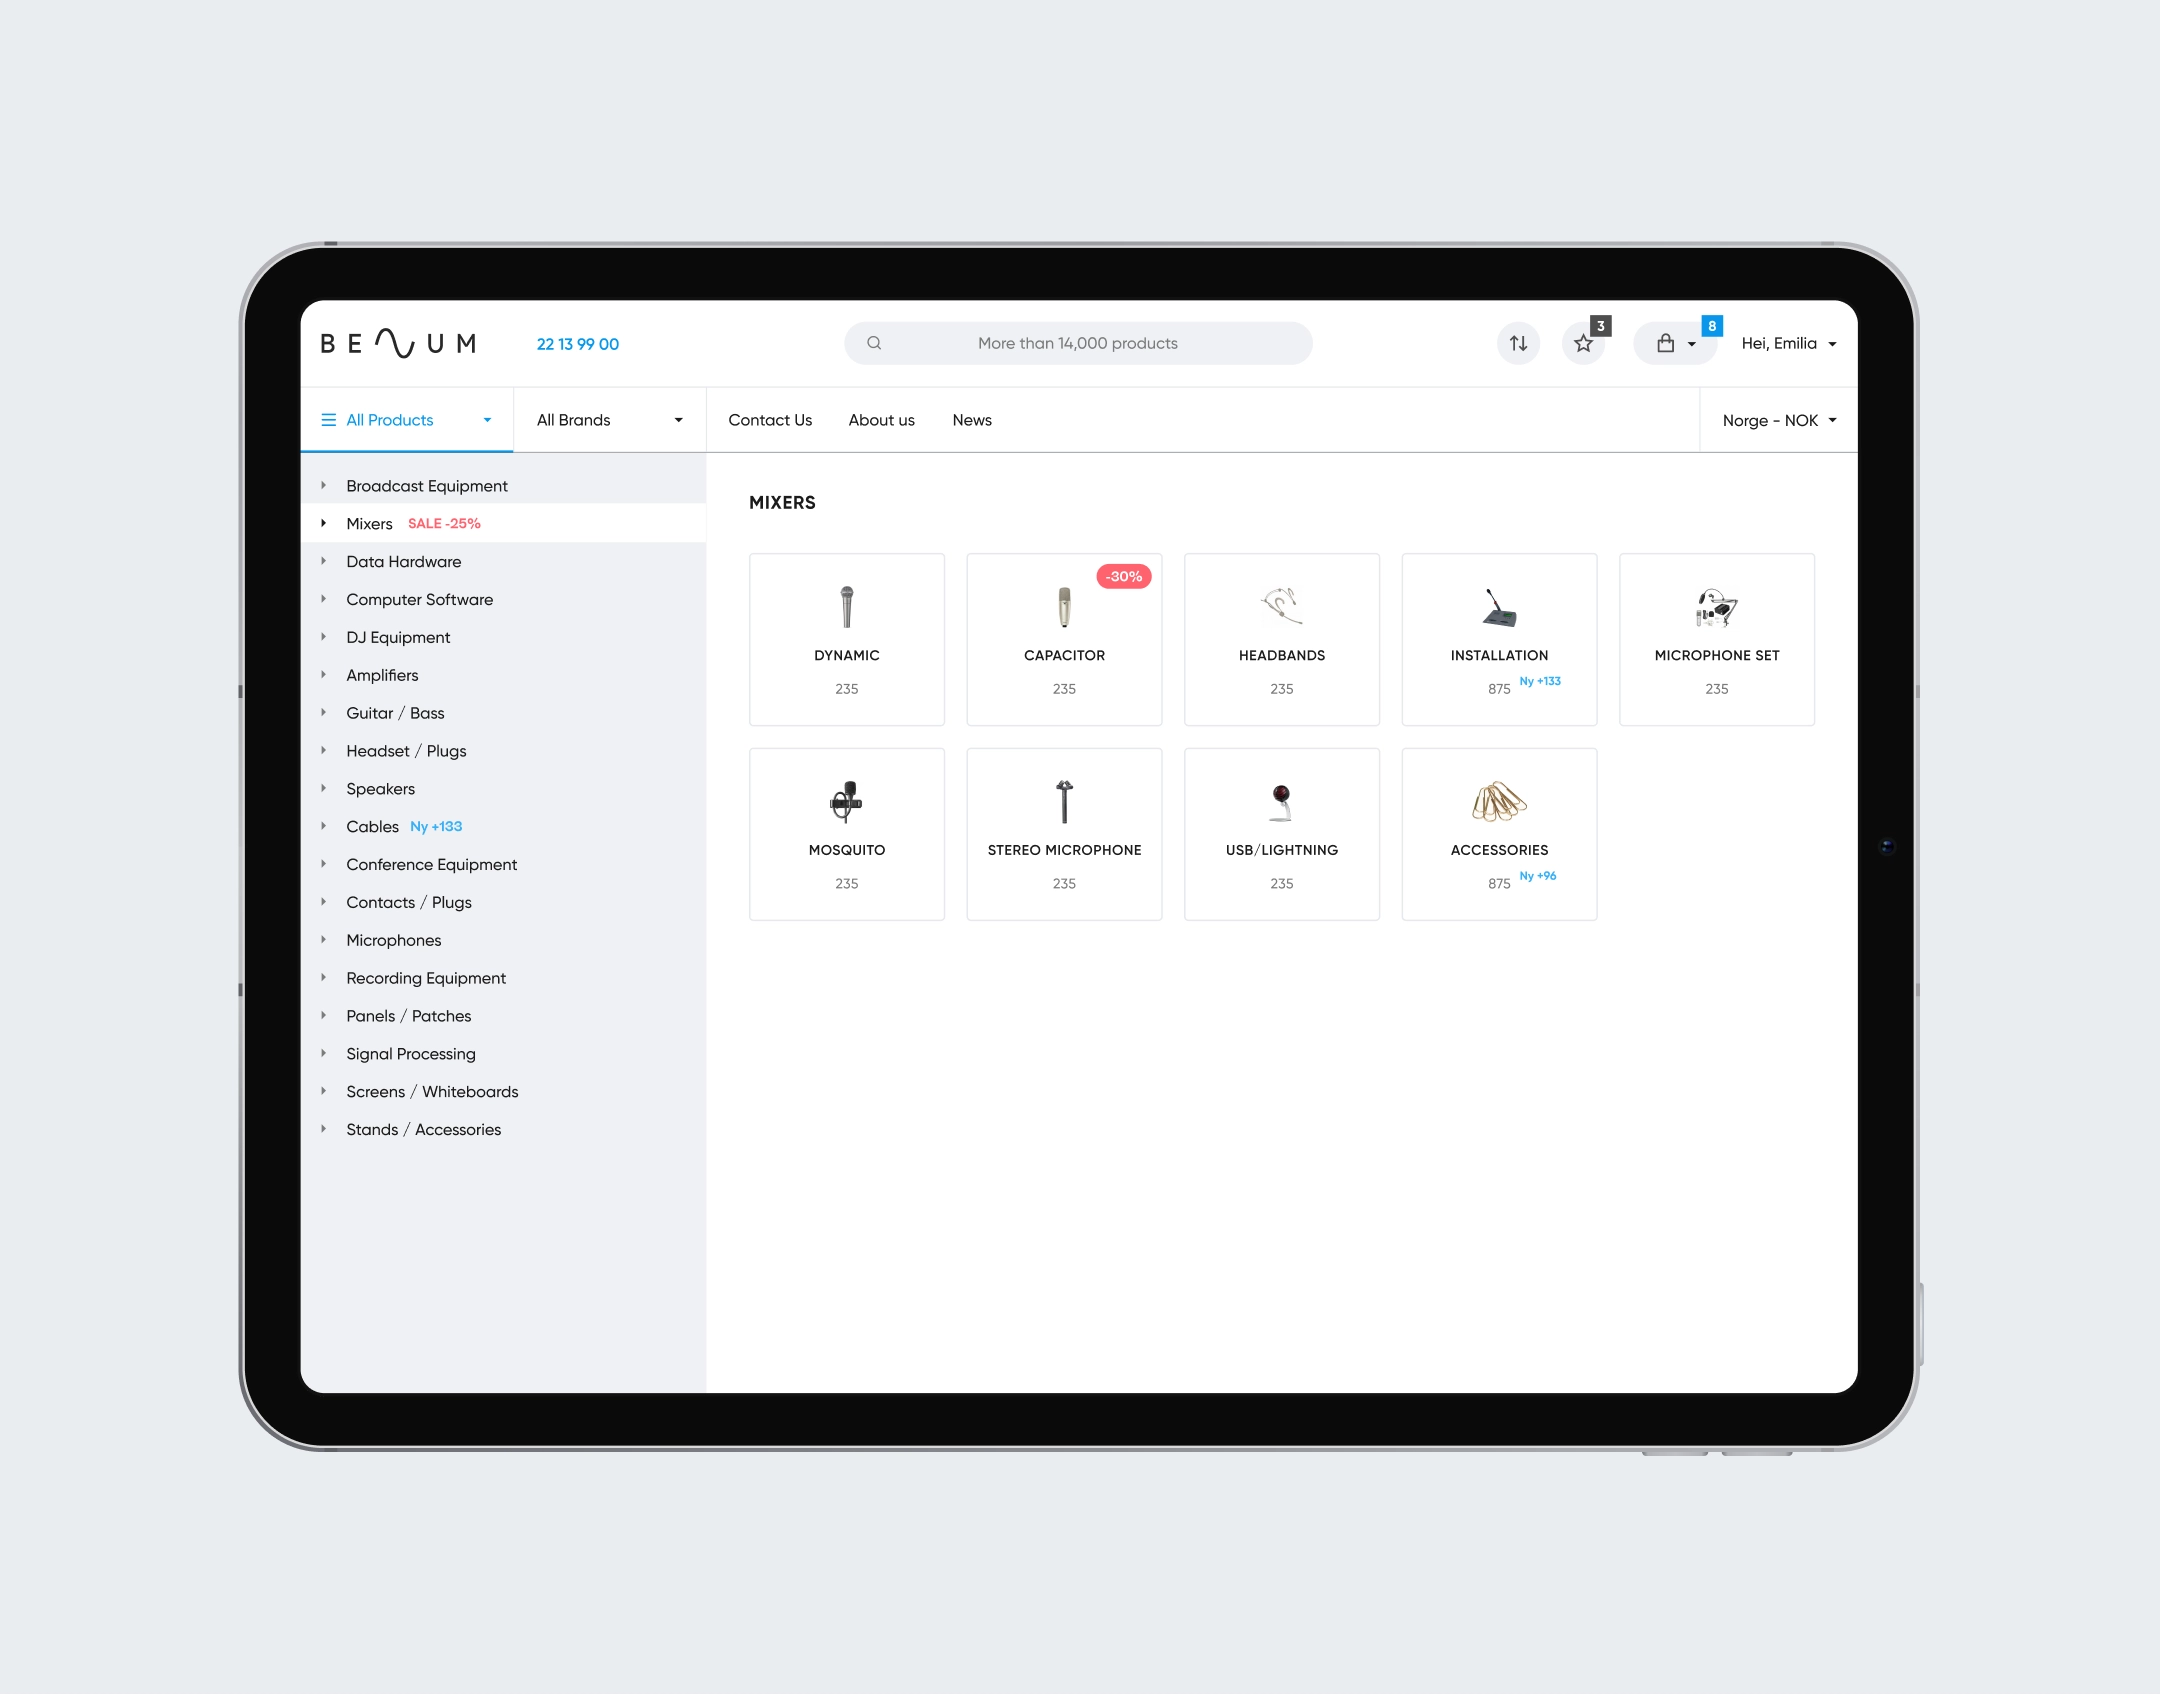 BENUM
22 13 99 00
More than 14,000 products
3
8
Hei, Emilia
All Products
All Brands
Contact Us
About us
News
Norge - NOK
Broadcast Equipment
Mixers SALE -25%
Data Hardware
Computer Software
DJ Equipment
Amplifiers
Guitar / Bass
Headset / Plugs
Speakers
Cables Ny +133
Conference Equipment
Contacts / Plugs
Microphones
Recording Equipment
Panels / Patches
Signal Processing
Screens / Whiteboards
Stands / Accessories
MIXERS
DYNAMIC
235
-30%
CAPACITOR
235
HEADBANDS
235
INSTALLATION
875 Ny +133
MICROPHONE SET
235
MOSQUITO
235
STEREO MICROPHONE
235
USB/LIGHTNING
235
ACCESSORIES
875 Ny +96